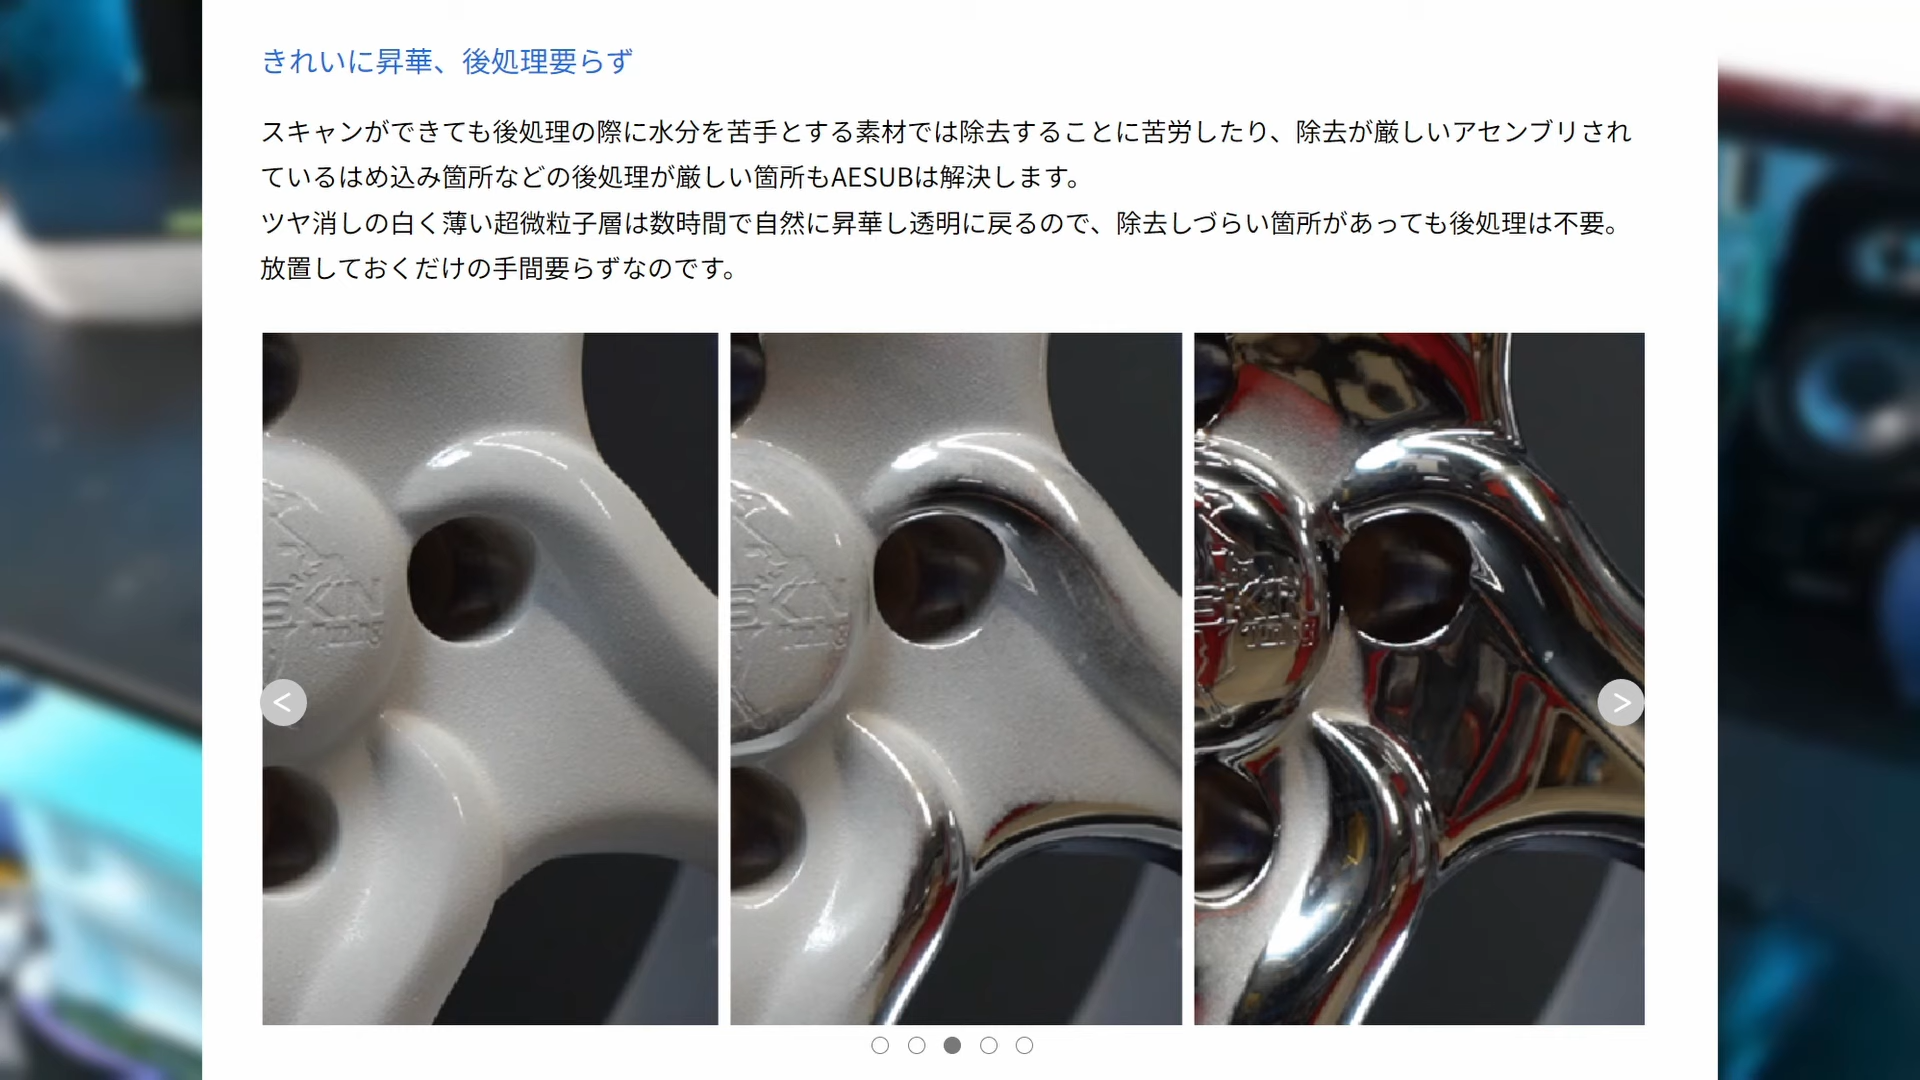 きれいに昇華、後処理要らず
スキャンができても後処理の際に水分を苦手とする素材では除去することに苦労したり、除去が厳しいアセンブリされ
ているはめ込み箇所などの後処理が厳しい箇所もAESUBは解決します。
ツヤ消しの白く薄い超微粒子層は数時間で自然に昇華し透明に戻るので、除去しづらい箇所があっても後処理は不要。
放置しておくだけの手間要らずなのです。
< >